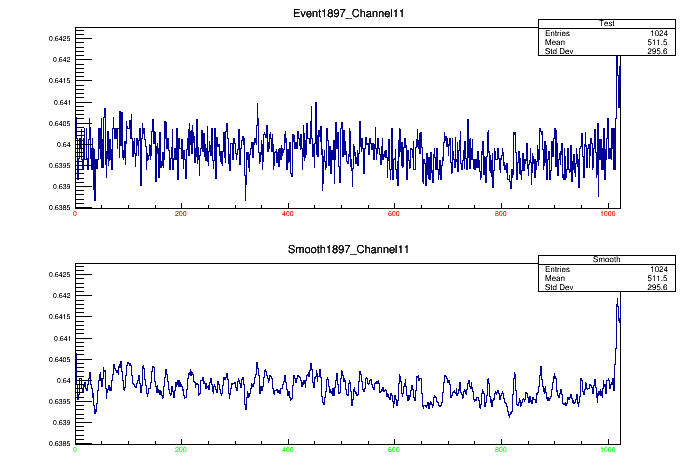 Event1897_Channel11
Test
Entries 1024
Mean 511.5
Std Dev 295.6
0.6425
0.642
0.6415
0.641
0.6405
0.64
0.6395
0.639
0.6385
0 200 400 600 800 1000
Smooth1897_Channel11
Smooth
Entries 1024
Mean 511.5
Std Dev 295.6
0.6425
0.642
0.6415
0.641
0.6405
0.64
0.6395
0.639
0.6385
0 200 400 600 800 1000